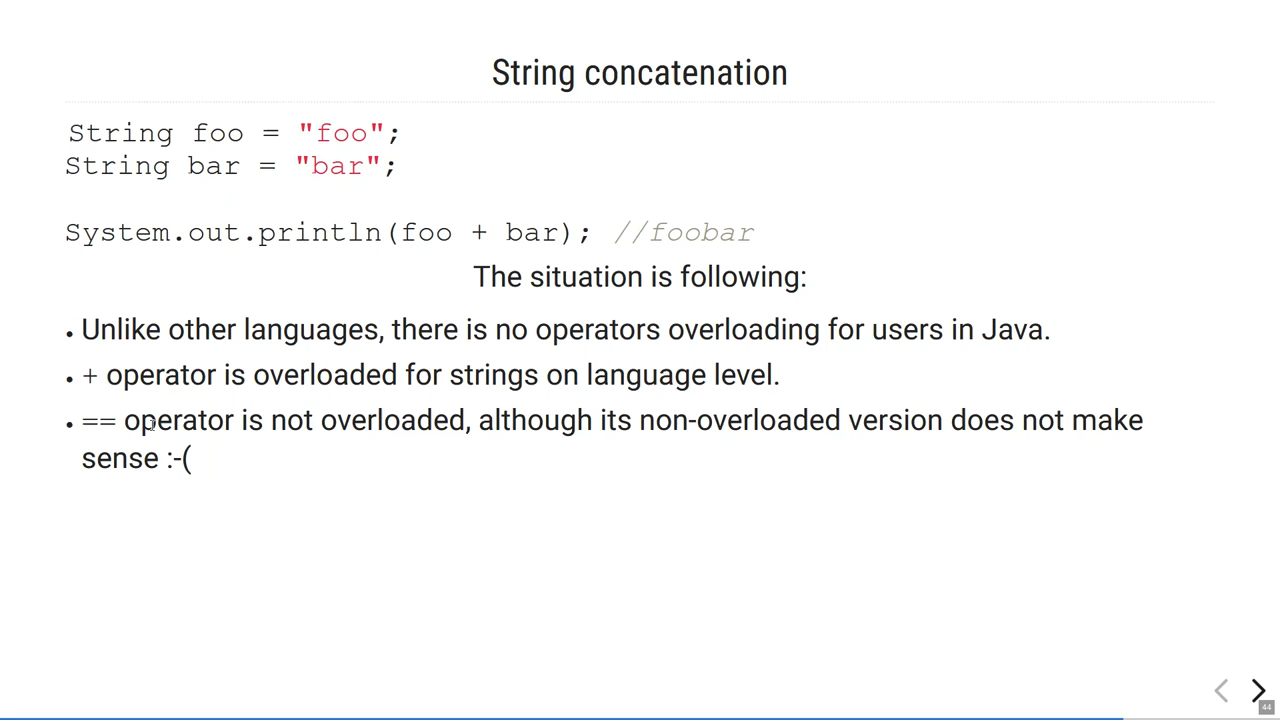 String concatenation
String foo = "foo";
String bar = "bar";
System.out.println(foo + bar); //foobar
The situation is following:
• Unlike other languages, there is no operators overloading for users in Java.
• + operator is overloaded for strings on language level.
• == operator is not overloaded, although its non-overloaded version does not make
sense :-(
44